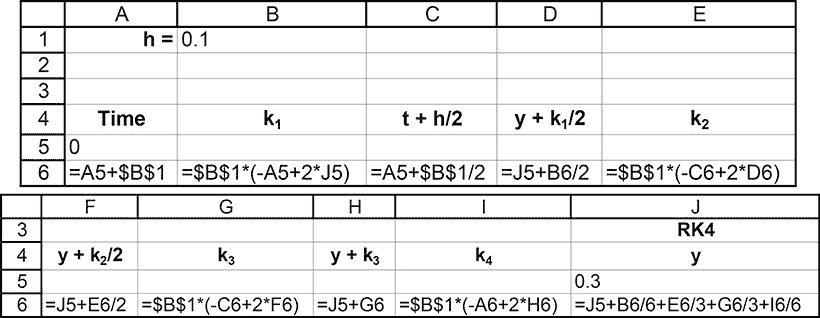 A B C D E
1 h = 0.1
2
3
4 Time k₁ t + h/2 y + k₁/2 k₂
5 0
6 =A5+$B$1 =$B$1*(-A5+2*J5) =A5+$B$1/2 =J5+B6/2 =$B$1*(-C6+2*D6)
F G H I J
3 RK4
4 y + k₂/2 k₃ y + k₃ k₄ y
5 0.3
6 =J5+E6/2 =$B$1*(-C6+2*F6) =J5+G6 =$B$1*(-A6+2*H6) =J5+B6/6+E6/3+G6/3+I6/6